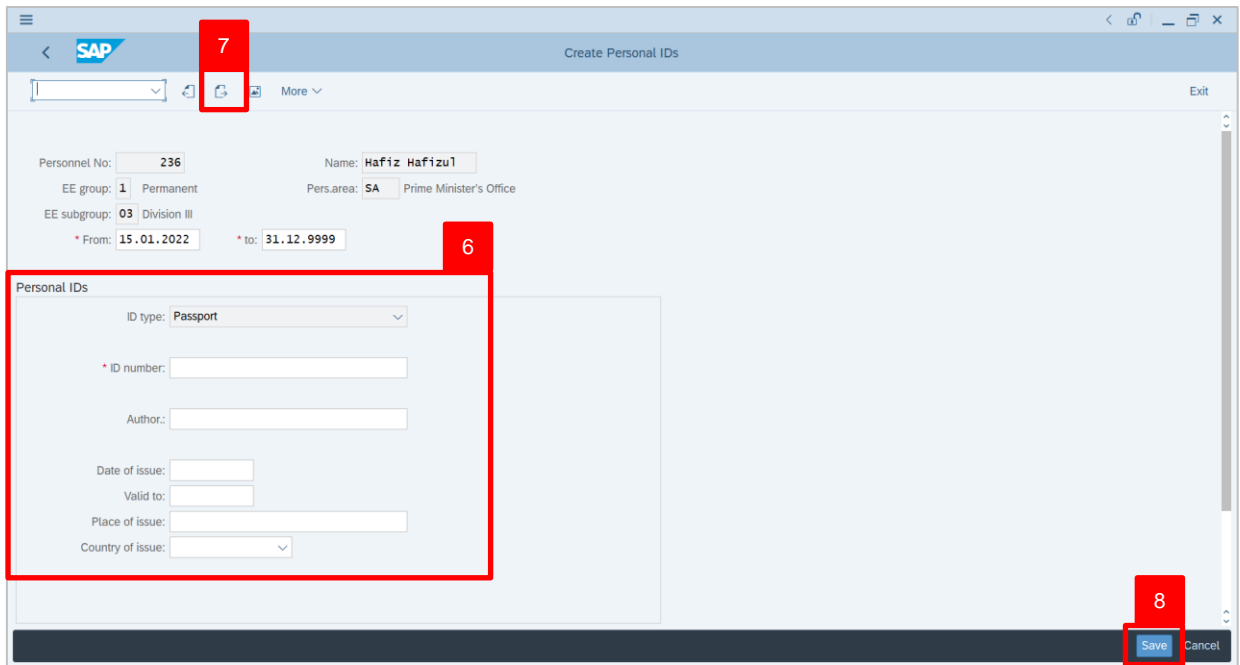 SAP
7
Create Personal IDs
More
Exit
Personnel No: 236 Name: Hafiz Hafizul
EE group: 1 Permanent Pers.area: SA Prime Minister's Office
EE subgroup: 03 Division III
* From: 15.01.2022 * to: 31.12.9999
6
Personal IDs
ID type: Passport
* ID number:
Author.:
Date of issue:
Valid to:
Place of issue:
Country of issue:
8
Save Cancel